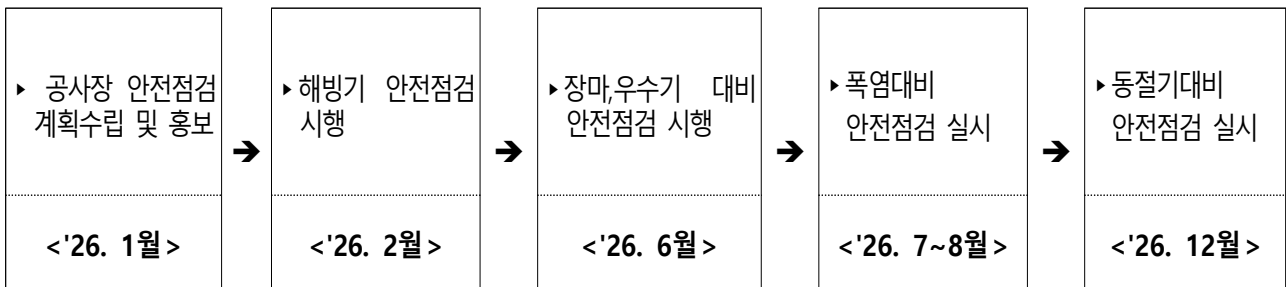 ▸ 공사장 안전점검
계획수립 및 홍보
<'26. 1월>
➔
▸해빙기 안전점검
시행
<'26. 2월>
➔
▸장마,우수기 대비
안전점검 시행
<'26. 6월>
➔
▸폭염대비
안전점검 실시
<'26. 7~8월>
➔
▸동절기대비
안전점검 실시
<'26. 12월>